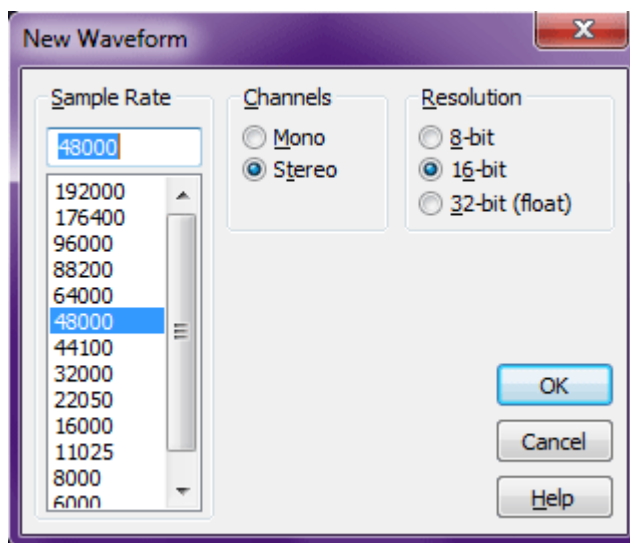 New Waveform
Sample Rate
48000
192000
176400
96000
88200
64000
48000
44100
32000
22050
16000
11025
8000
6000
Channels
Mono
Stereo
Resolution
8-bit
16-bit
32-bit (float)
OK
Cancel
Help